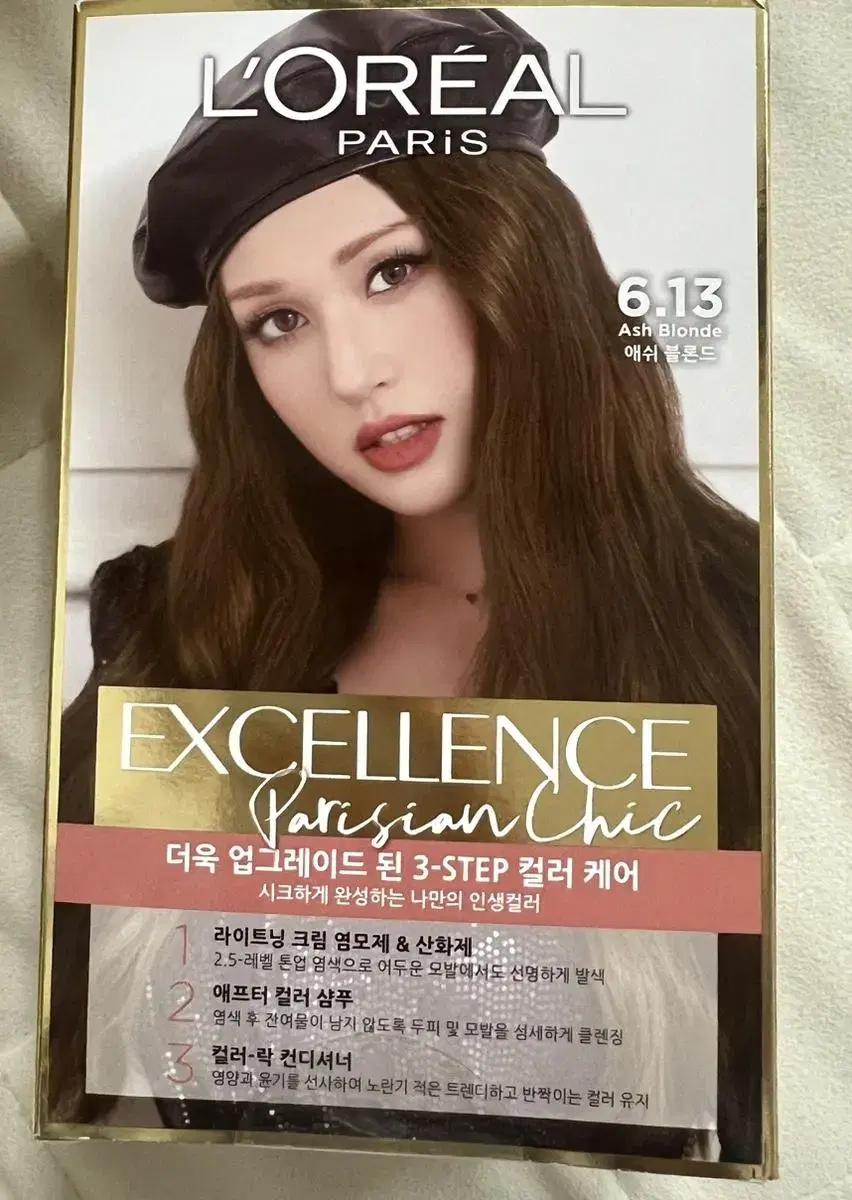 L'ORÉAL
PARiS
6.13
Ash Blonde
애쉬 블론드
EXCELLENCE
Parisian Chic
더욱 업그레이드 된 3-STEP 컬러 케어
시크하게 완성하는 나만의 인생컬러
1 라이트닝 크림 염모제 & 산화제
2.5-레벨 톤업 염색으로 어두운 모발에서도 선명하게 발색
2 애프터 컬러 샴푸
염색 후 잔여물이 남지 않도록 두피 및 모발을 섬세하게 클렌징
3 컬러-락 컨디셔너
영양과 윤기를 선사하여 노란기 적은 트렌디하고 반짝이는 컬러 유지